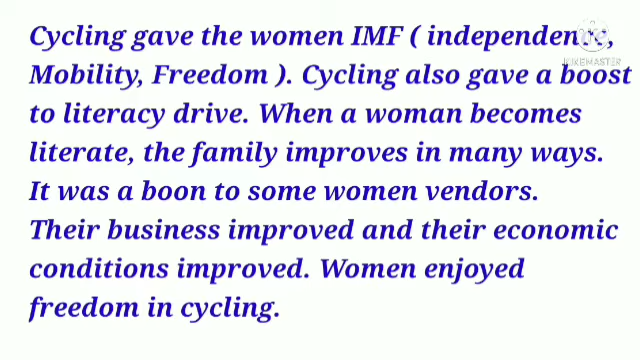 Cycling gave the women IMF ( independence,
Mobility, Freedom ). Cycling also gave a boost
to literacy drive. When a woman becomes
literate, the family improves in many ways.
It was a boon to some women vendors.
Their business improved and their economic
conditions improved. Women enjoyed
freedom in cycling.
KINEMASTER